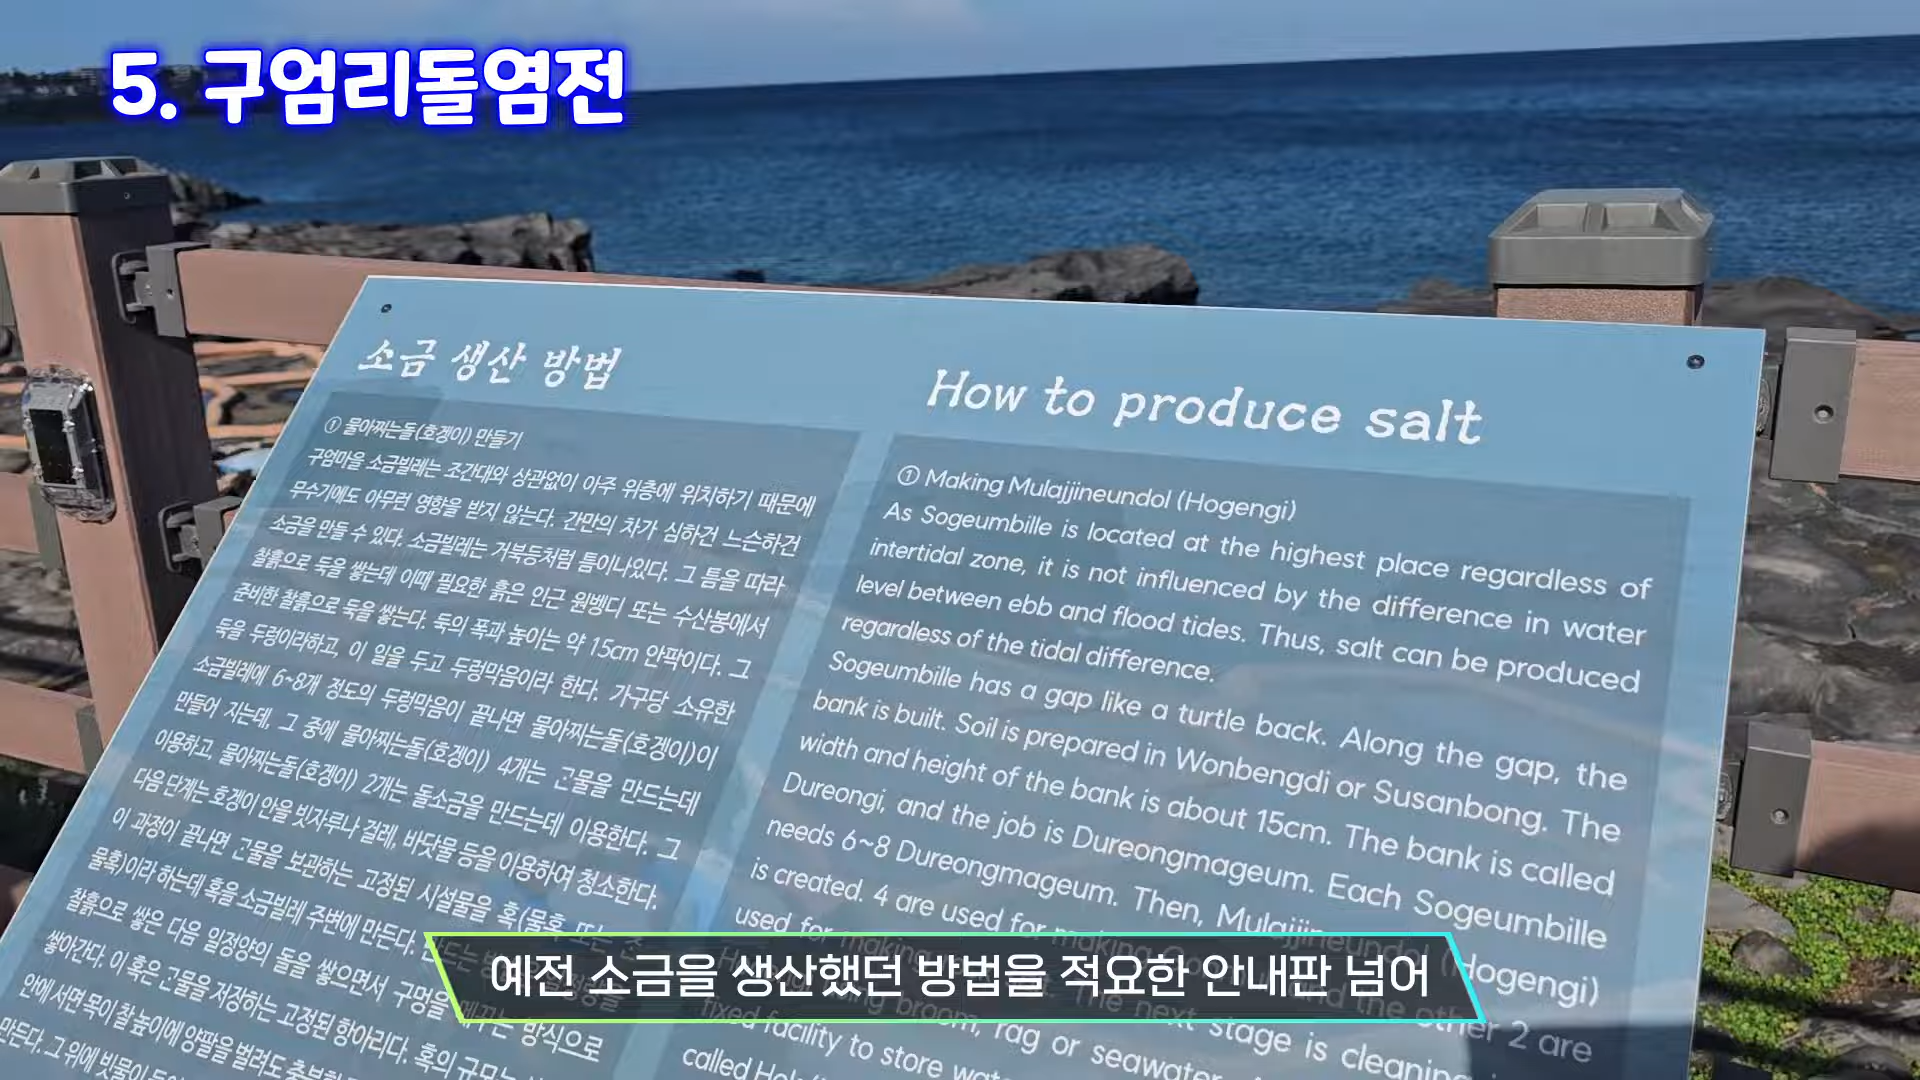 5. 구엄리돌염전
소금 생산 방법
① 물아찌는돌(호겡이) 만들기
구엄마을 소금빌레는 조간대와 상관없이 아주 위층에 위치하기 때문에
무수기에도 아무런 영향을 받지 않는다. 간만의 차가 심하건 느슨하건
소금을 만들 수 있다. 소금빌레는 거북등처럼 틈이나있다. 그 틈을 따라
찰흙으로 둑을 쌓는데 이때 필요한 흙은 인근 원벵디 또는 수산봉에서
준비한 찰흙으로 둑을 쌓는다. 둑의 폭과 높이는 약 15cm 안팎이다. 그
둑을 두렁이라하고, 이 일을 두고 두렁막음이라 한다. 가구당 소유한
소금빌레에 6~8개 정도의 두렁막음이 끝나면 물아찌는돌(호겡이)이
만들어 지는데, 그 중에 물아찌는돌(호겡이) 4개는 곤물을 만드는데
이용하고, 물아찌는돌(호겡이) 2개는 돌소금을 만드는데 이용한다. 그
다음 단계는 호겡이 안을 빗자루나 걸레, 바닷물 등을 이용하여 청소한다.
이 과정이 끝나면 곤물을 보관하는 고정된 시설물을 혹(물혹 또는
물혹)이라 하는데 혹을 소금빌레 주변에 만든다.
찰흙으로 쌓은 다음 일정양의 돌을 쌓으면서 구멍을 메꾸는 방식으로
쌓아간다. 이 혹은 곤물을 저장하는 고정된 항아리다. 혹의 규모는
안에 서면 목이 찰 높이에 양팔을 벌려도 충분한
만든다. 그 위에 빗물이
How to produce salt
① Making Mulajjineundol (Hogengi)
As Sogeumbille is located at the highest place regardless of
intertidal zone, it is not influenced by the difference in water
level between ebb and flood tides. Thus, salt can be produced
regardless of the tidal difference.
Sogeumbille has a gap like a turtle back. Along the gap, the
bank is built. Soil is prepared in Wonbengdi or Susanbong. The
width and height of the bank is about 15cm. The bank is called
Dureongi, and the job is Dureongmageum. Each Sogeumbille
needs 6~8 Dureongmageum. Then, Mulajjineundol (Hogengi)
is created. 4 are used for making and the other 2 are
used for making The next stage is cleaning
using broom, rag or seawater.
fixed facility to store
called
예전 소금을 생산했던 방법을 적요한 안내판 넘어